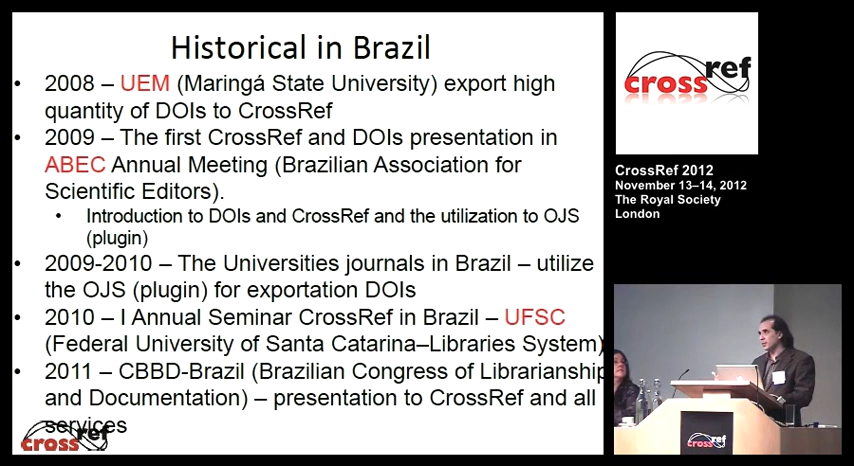 Historical in Brazil
• 2008 – UEM (Maringá State University) export high
quantity of DOIs to CrossRef
• 2009 – The first CrossRef and DOIs presentation in
ABEC Annual Meeting (Brazilian Association for
Scientific Editors).
• Introduction to DOIs and CrossRef and the utilization to OJS
(plugin)
• 2009-2010 – The Universities journals in Brazil – utilize
the OJS (plugin) for exportation DOIs
• 2010 – I Annual Seminar CrossRef in Brazil – UFSC
(Federal University of Santa Catarina–Libraries System)
• 2011 – CBBD-Brazil (Brazilian Congress of Librarianship
and Documentation) – presentation to CrossRef and all
services
crossref
crossref
CrossRef 2012
November 13–14, 2012
The Royal Society
London
crossref